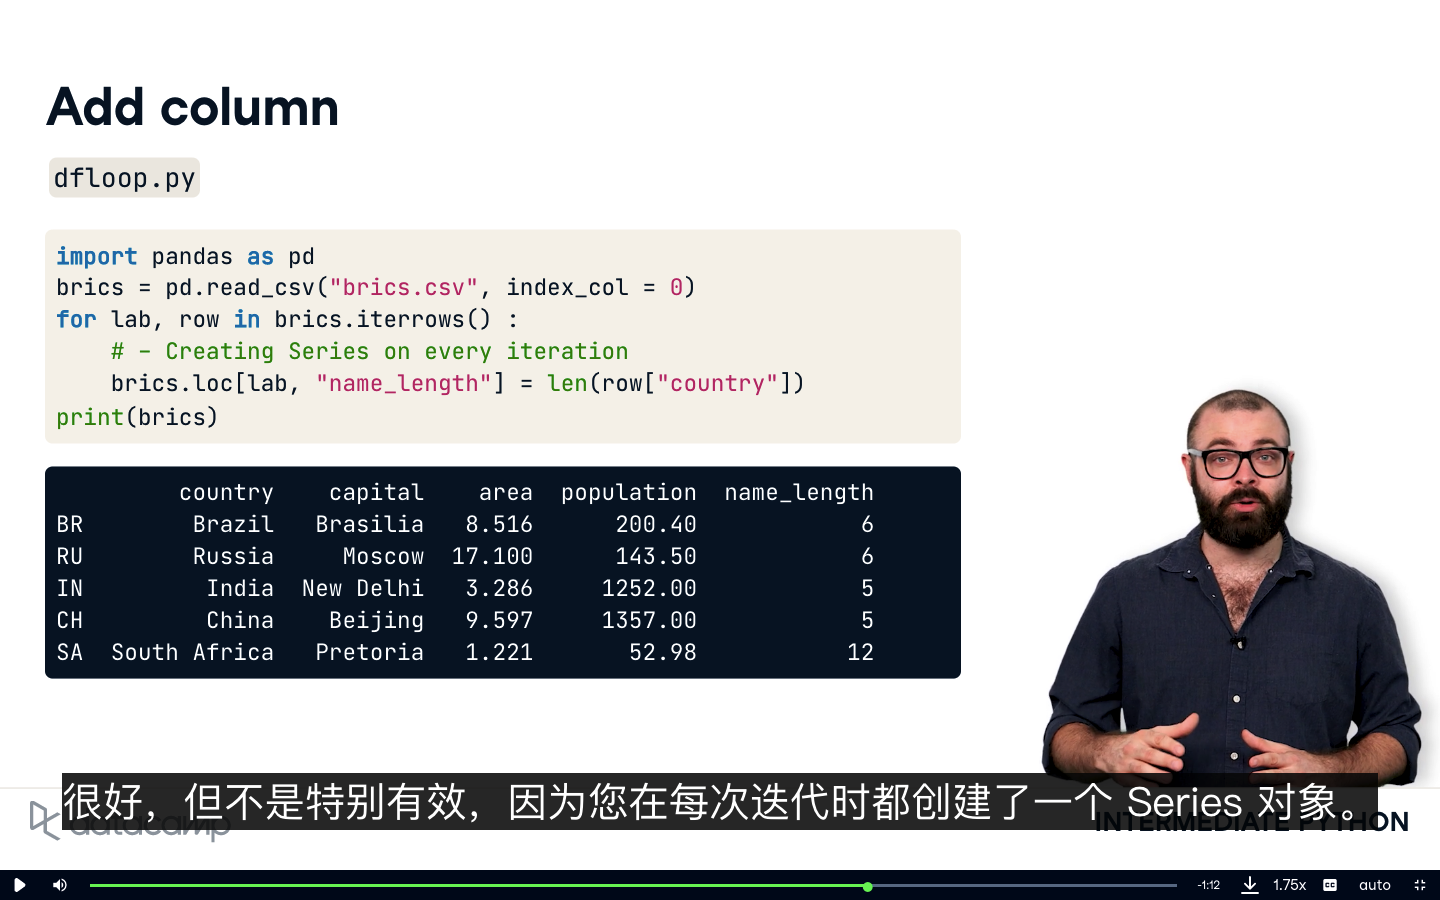 Add column
dfloop.py
import pandas as pd
brics = pd.read_csv("brics.csv", index_col = 0)
for lab, row in brics.iterrows() :
    # - Creating Series on every iteration
    brics.loc[lab, "name_length"] = len(row["country"])
print(brics)
country capital area population name_length
BR Brazil Brasilia 8.516 200.40 6
RU Russia Moscow 17.100 143.50 6
IN India New Delhi 3.286 1252.00 5
CH China Beijing 9.597 1357.00 5
SA South Africa Pretoria 1.221 52.98 12
很好，但不是特别有效，因为您在每次迭代时都创建了一个 Series 对象。
datacamp INTERMEDIATE PYTHON
-1:12 1.75x CC auto